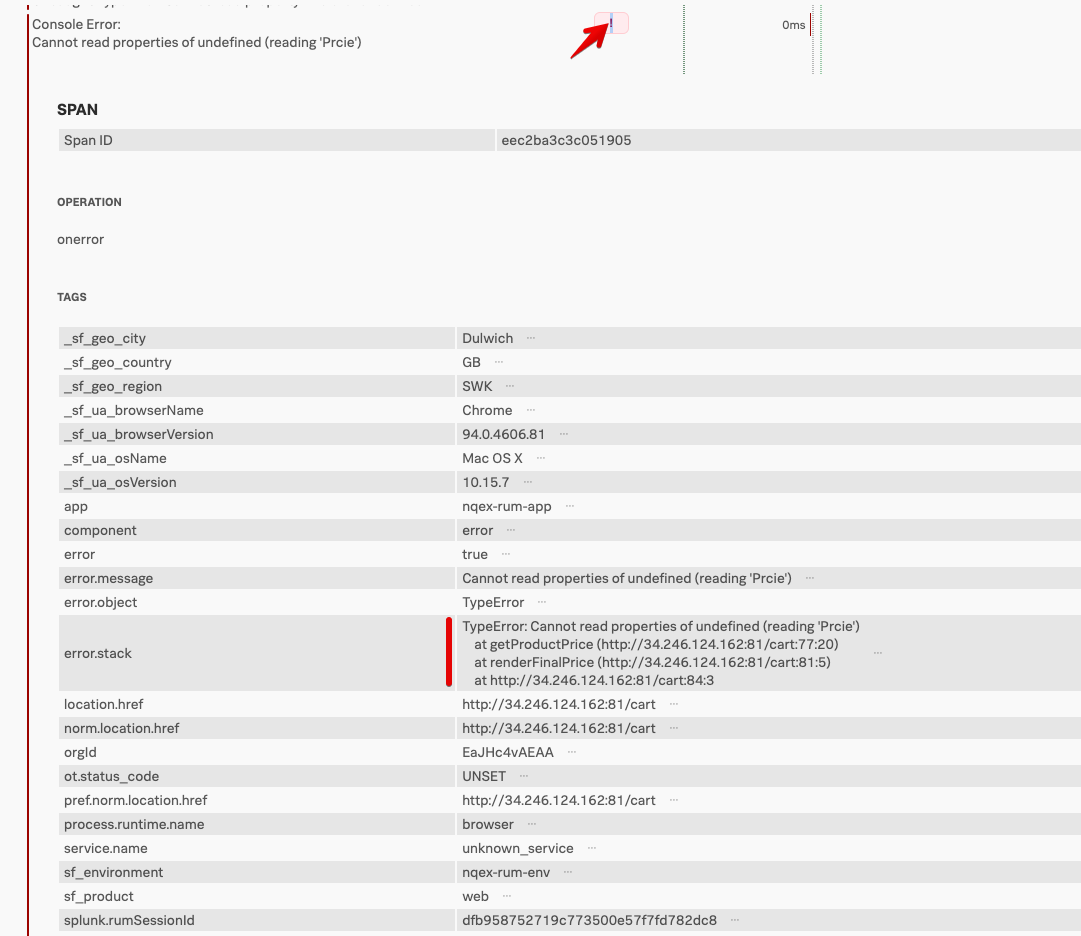 Console Error:
Cannot read properties of undefined (reading 'Prcie')
!
0ms
SPAN
Span ID eec2ba3c3c051905
OPERATION
onerror
TAGS
_sf_geo_city Dulwich ...
_sf_geo_country GB ...
_sf_geo_region SWK ...
_sf_ua_browserName Chrome ...
_sf_ua_browserVersion 94.0.4606.81 ...
_sf_ua_osName Mac OS X ...
_sf_ua_osVersion 10.15.7 ...
app nqex-rum-app ...
component error ...
error true ...
error.message Cannot read properties of undefined (reading 'Prcie') ...
error.object TypeError ...
error.stack
TypeError: Cannot read properties of undefined (reading 'Prcie')
at getProductPrice (http://34.246.124.162:81/cart:77:20)
at renderFinalPrice (http://34.246.124.162:81/cart:81:5)
at http://34.246.124.162:81/cart:84:3
...
location.href http://34.246.124.162:81/cart ...
norm.location.href http://34.246.124.162:81/cart ...
orgId EaJHc4vAEAA ...
ot.status_code UNSET ...
pref.norm.location.href http://34.246.124.162:81/cart ...
process.runtime.name browser ...
service.name unknown_service ...
sf_environment nqex-rum-env ...
sf_product web ...
splunk.rumSessionId dfb958752719c773500e57f7fd782dc8 ...